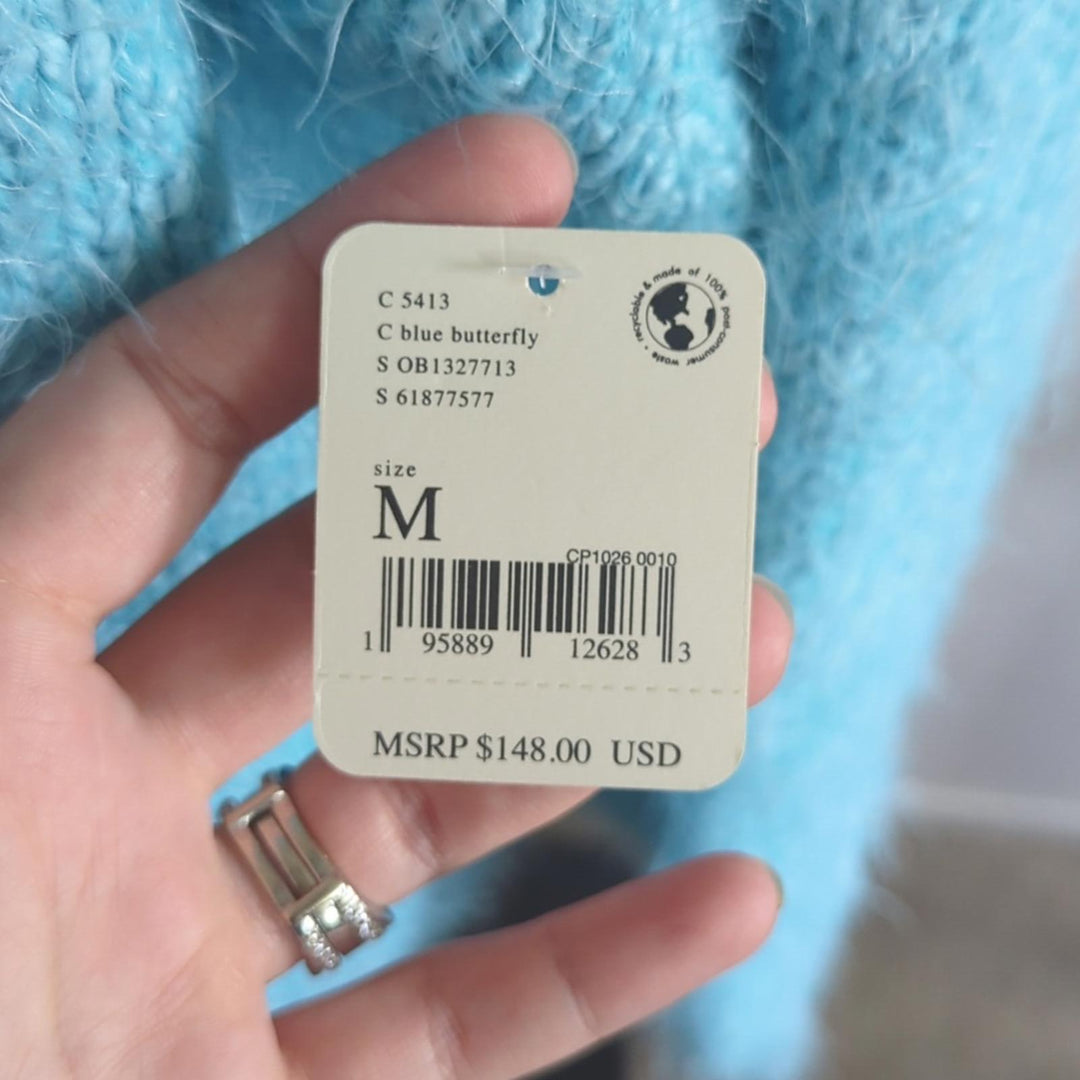 C 5413
C blue butterfly
S OB1327713
S 61877577
recyclable & made of 100% post-consumer waste •
size
M
CP1026 0010
1 95889 12628 3
MSRP $148.00 USD